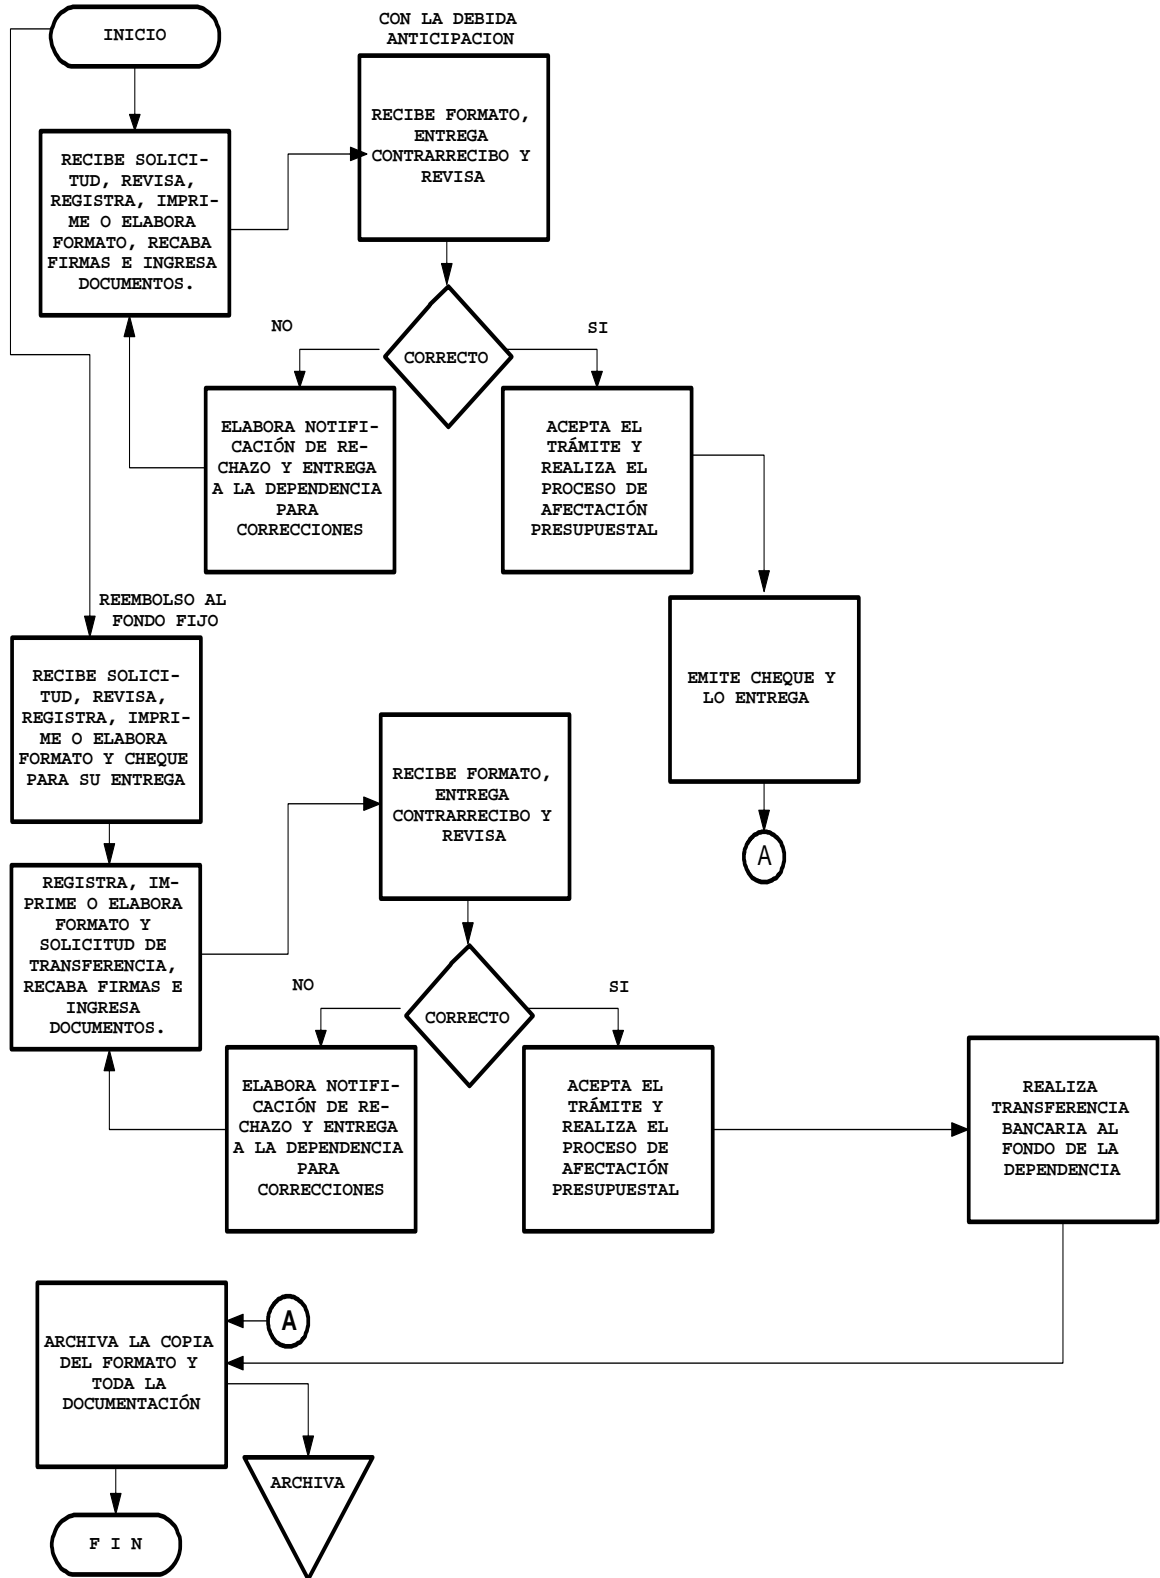 INICIO
CON LA DEBIDA
ANTICIPACION
RECIBE SOLICI-
TUD, REVISA,
REGISTRA, IMPRI-
ME O ELABORA
FORMATO, RECABA
FIRMAS E INGRESA
DOCUMENTOS.
RECIBE FORMATO,
ENTREGA
CONTRARRECIBO Y
REVISA
NO
SI
CORRECTO
ELABORA NOTIFI-
CACIÓN DE RE-
CHAZO Y ENTREGA
A LA DEPENDENCIA
PARA
CORRECCIONES
ACEPTA EL
TRÁMITE Y
REALIZA EL
PROCESO DE
AFECTACIÓN
PRESUPUESTAL
EMITE CHEQUE Y
LO ENTREGA
A
REEMBOLSO AL
FONDO FIJO
RECIBE SOLICI-
TUD, REVISA,
REGISTRA, IMPRI-
ME O ELABORA
FORMATO Y CHEQUE
PARA SU ENTREGA
REGISTRA, IM-
PRIME O ELABORA
FORMATO Y
SOLICITUD DE
TRANSFERENCIA,
RECABA FIRMAS E
INGRESA
DOCUMENTOS.
RECIBE FORMATO,
ENTREGA
CONTRARRECIBO Y
REVISA
NO
SI
CORRECTO
ELABORA NOTIFI-
CACIÓN DE RE-
CHAZO Y ENTREGA
A LA DEPENDENCIA
PARA
CORRECCIONES
ACEPTA EL
TRÁMITE Y
REALIZA EL
PROCESO DE
AFECTACIÓN
PRESUPUESTAL
REALIZA
TRANSFERENCIA
BANCARIA AL
FONDO DE LA
DEPENDENCIA
A
ARCHIVA LA COPIA
DEL FORMATO Y
TODA LA
DOCUMENTACIÓN
ARCHIVA
F I N